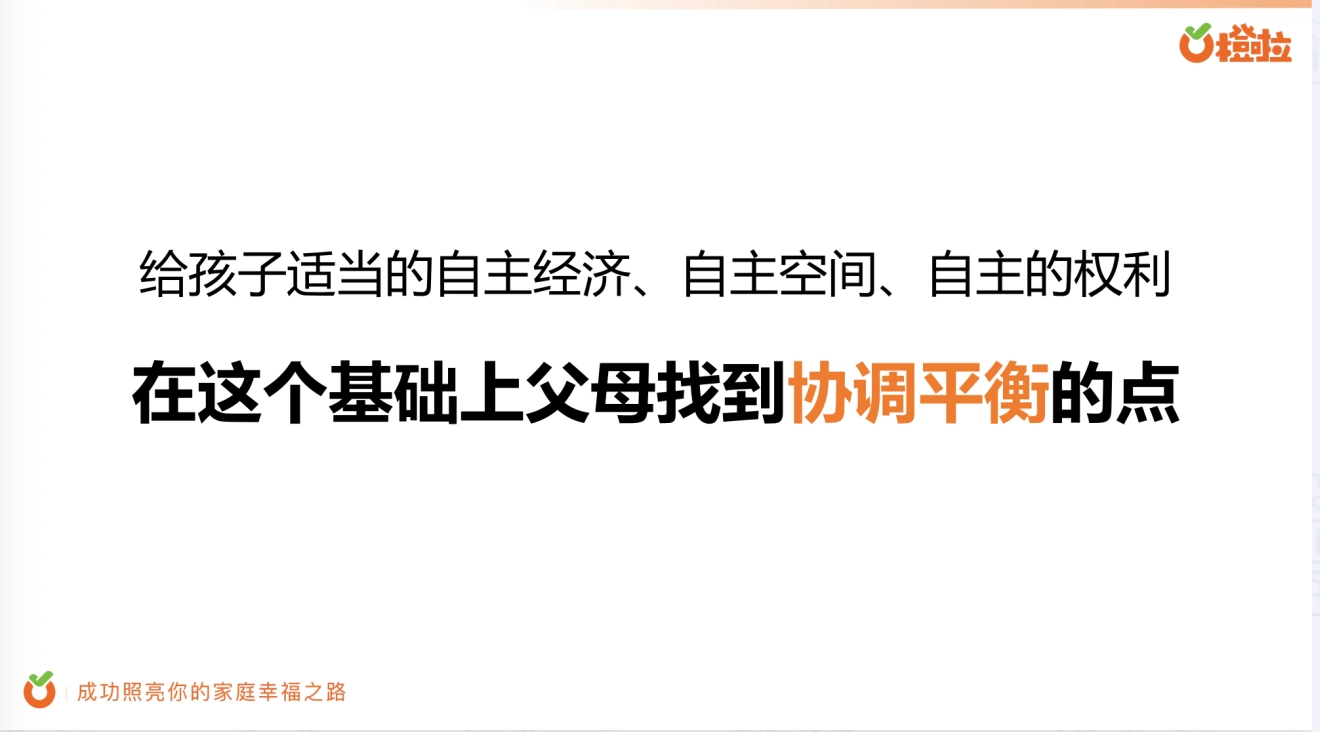 橙啦
给孩子适当的自主经济、自主空间、自主的权利
在这个基础上父母找到协调平衡的点
成功照亮你的家庭幸福之路